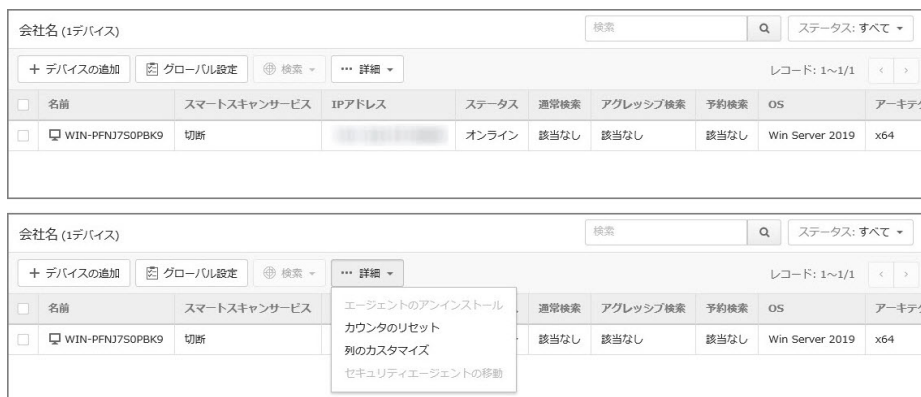 会社名 (1デバイス)
検索
ステータス: すべて
+ デバイスの追加
グローバル設定
検索
… 詳細
レコード: 1～1/1
名前 スマートスキャンサービス IPアドレス ステータス 通常検索 アグレッシブ検索 予約検索 OS アーキテク
WIN-PFNJ7S0PBK9 切断 オンライン 該当なし 該当なし 該当なし Win Server 2019 x64
会社名 (1デバイス)
検索
ステータス: すべて
+ デバイスの追加
グローバル設定
検索
… 詳細
レコード: 1～1/1
名前 スマートスキャンサービス 通常検索 アグレッシブ検索 予約検索 OS アーキテク
WIN-PFNJ7S0PBK9 切断 該当なし 該当なし 該当なし Win Server 2019 x64
エージェントのアンインストール
カウンタのリセット
列のカスタマイズ
セキュリティエージェントの移動